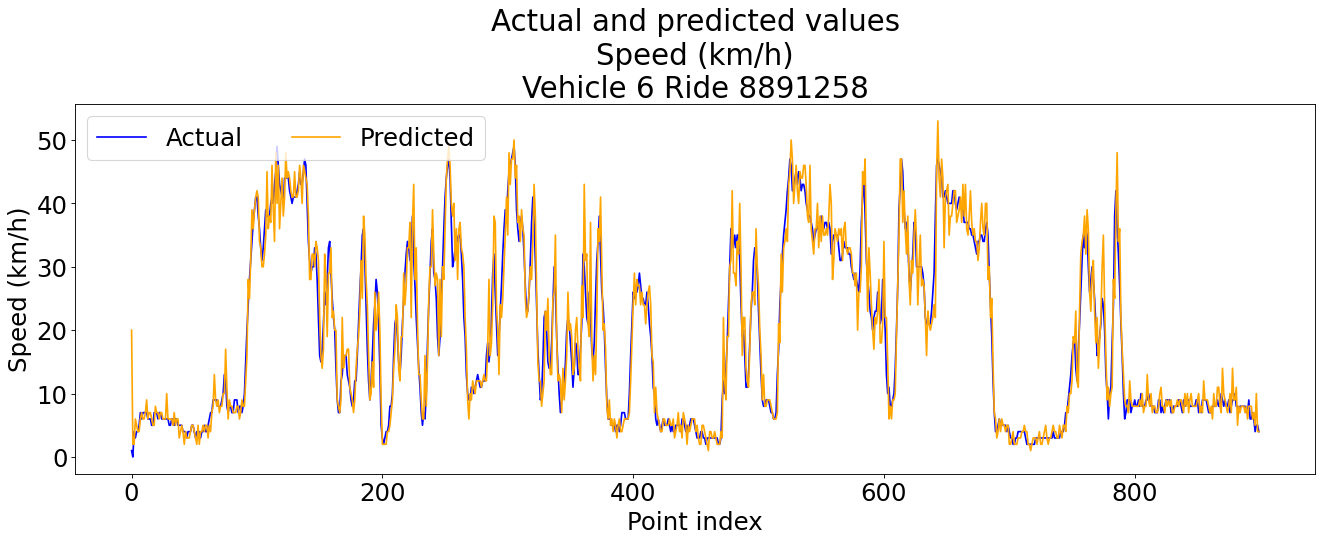 Actual and predicted values
Speed (km/h)
Vehicle 6 Ride 8891258
Actual
Predicted
Speed (km/h)
50
40
30
20
10
0
0
200
400
600
800
Point index